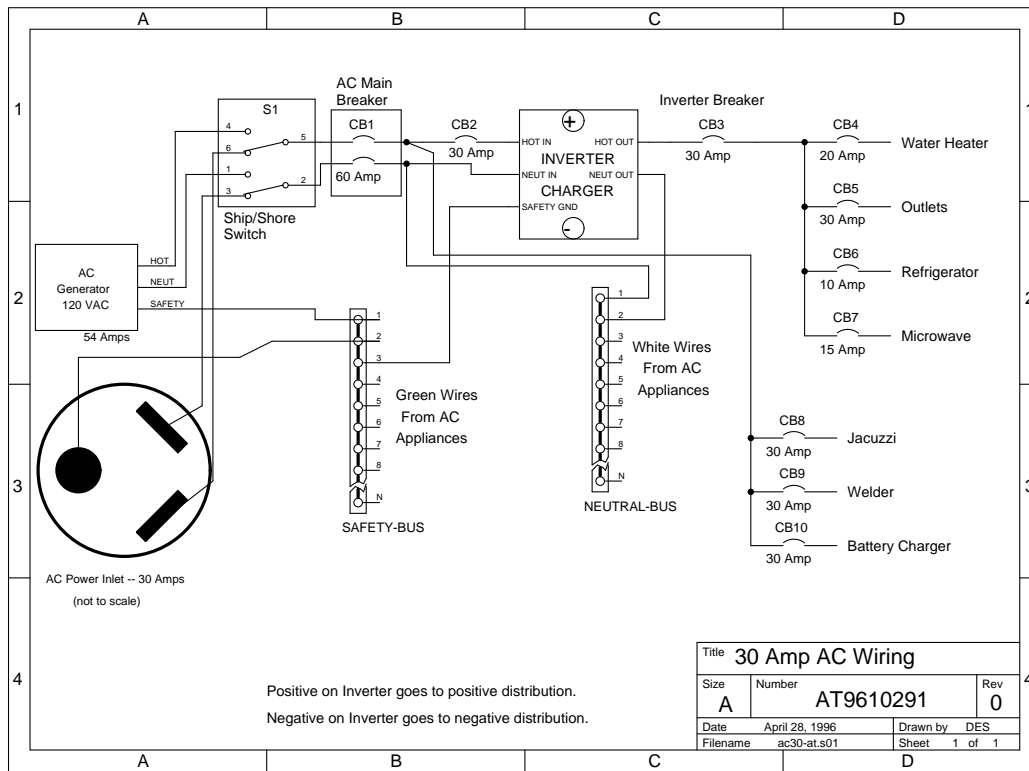 A B C D
1 1
AC Main
Breaker
Inverter Breaker
S1
CB1
CB2
CB3
CB4
4
5
6
HOT IN
HOT OUT
30 Amp
30 Amp
20 Amp
Water Heater
INVERTER
1
60 Amp
NEUT IN
NEUT OUT
2
3
CHARGER
SAFETY GND
CB5
30 Amp
Outlets
Ship/Shore
Switch
+
-
AC
Generator
120 VAC
54 Amps
HOT
NEUT
SAFETY
CB6
10 Amp
Refrigerator
2 2
CB7
15 Amp
Microwave
1
2
3
4
5
6
7
8
N
Green Wires
From AC
Appliances
SAFETY-BUS
1
2
3
4
5
6
7
8
N
White Wires
From AC
Appliances
NEUTRAL-BUS
CB8
30 Amp
Jacuzzi
3 3
CB9
30 Amp
Welder
CB10
30 Amp
Battery Charger
AC Power Inlet -- 30 Amps
(not to scale)
4 4
Positive on Inverter goes to positive distribution.
Negative on Inverter goes to negative distribution.
Title 30 Amp AC Wiring
Size Number Rev
A AT9610291 0
Date April 28, 1996 Drawn by DES
Filename ac30-at.s01 Sheet 1 of 1
A B C D